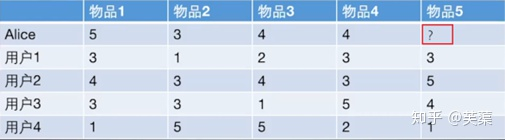 物品1 物品2 物品3 物品4 物品5
Alice 5 3 4 4 ?
用户1 3 1 2 3 3
用户2 4 3 4 3 5
用户3 3 3 1 5 4
用户4 1 5 5 2 1
知乎 @芙蕖